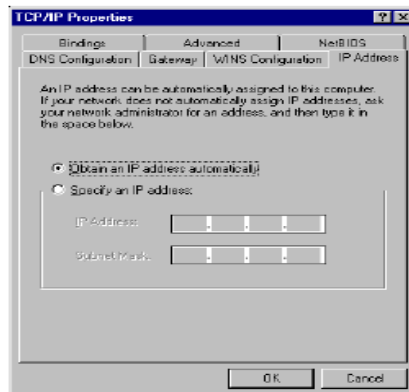 TCP/IP Properties
? X
Bindings Advanced NetBIOS
DNS Configuration Gateway WINS Configuration IP Address
An IP address can be automatically assigned to this computer.
If your network does not automatically assign IP addresses, ask
your network administrator for an address, and then type it in
the space below.
Obtain an IP address automatically
Specify an IP address:
IP Address:
Subnet Mask:
OK Cancel